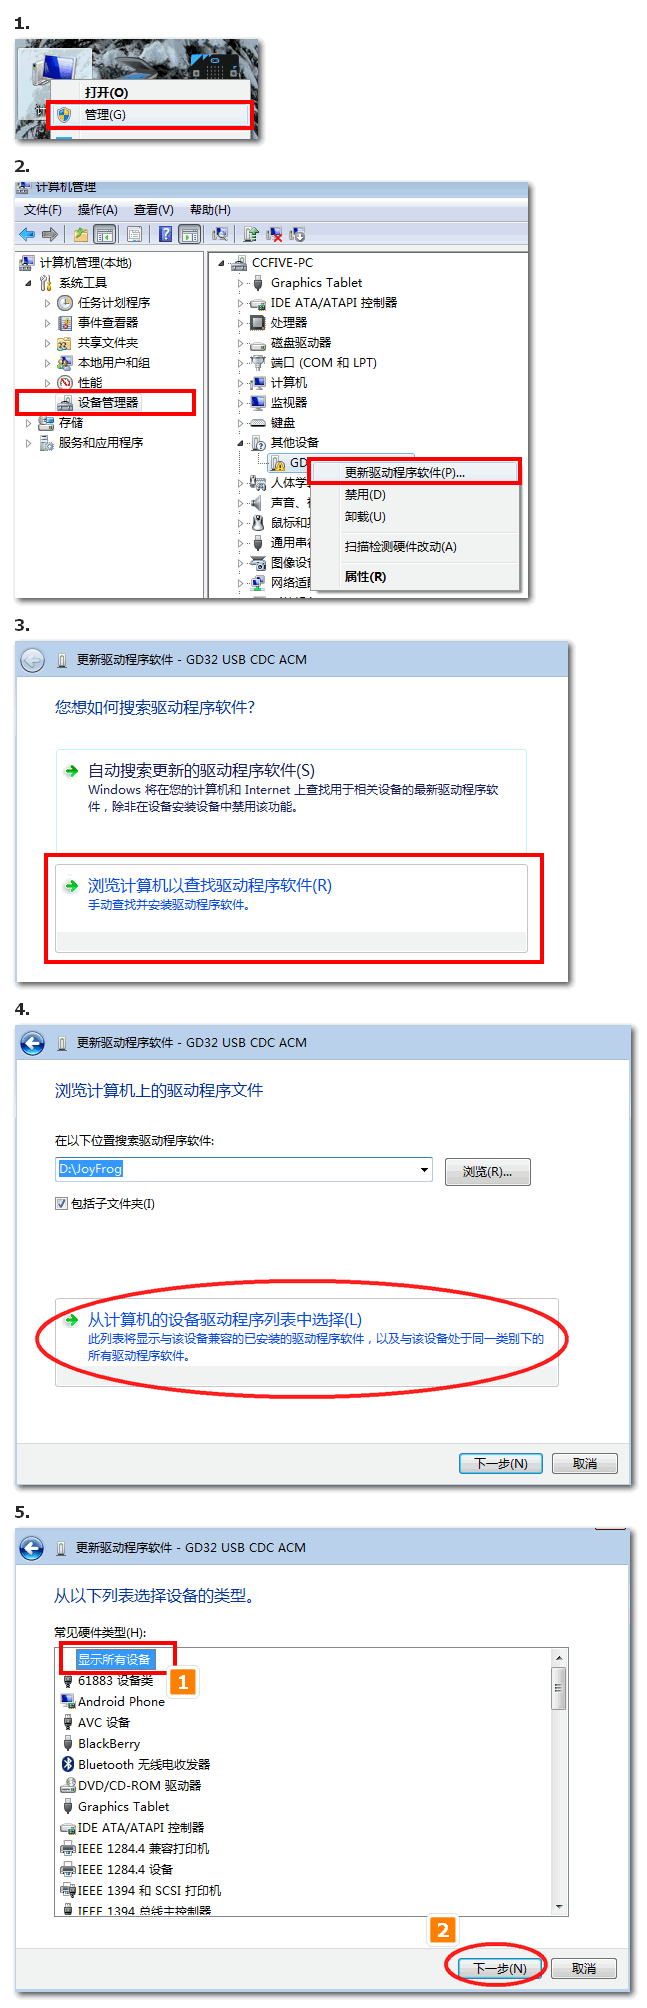 1.
打开(O)
管理(G)
2.
计算机管理
文件(F) 操作(A) 查看(V) 帮助(H)
计算机管理(本地)
系统工具
任务计划程序
事件查看器
共享文件夹
本地用户和组
性能
设备管理器
存储
服务和应用程序
CCFIVE-PC
Graphics Tablet
IDE ATA/ATAPI 控制器
处理器
磁盘驱动器
端口 (COM 和 LPT)
计算机
监视器
键盘
其他设备
GD
人体学
声音、
鼠标和
通用串
图像设
网络适
更新驱动程序软件(P)...
禁用(D)
卸载(U)
扫描检测硬件改动(A)
属性(R)
3.
更新驱动程序软件 - GD32 USB CDC ACM
您想如何搜索驱动程序软件?
自动搜索更新的驱动程序软件(S)
Windows 将在您的计算机和 Internet 上查找用于相关设备的最新驱动程序软
件，除非在设备安装设备中禁用该功能。
浏览计算机以查找驱动程序软件(R)
手动查找并安装驱动程序软件。
4.
更新驱动程序软件 - GD32 USB CDC ACM
浏览计算机上的驱动程序文件
在以下位置搜索驱动程序软件:
D:\JoyFrog
浏览(R)...
包括子文件夹(I)
从计算机的设备驱动程序列表中选择(L)
此列表将显示与该设备兼容的已安装的驱动程序软件，以及与该设备处于同一类别下的
所有驱动程序软件。
下一步(N) 取消
5.
更新驱动程序软件 - GD32 USB CDC ACM
从以下列表选择设备的类型。
常见硬件类型(H):
显示所有设备
1
61883 设备类
Android Phone
AVC 设备
BlackBerry
Bluetooth 无线电收发器
DVD/CD-ROM 驱动器
Graphics Tablet
IDE ATA/ATAPI 控制器
IEEE 1284.4 兼容打印机
IEEE 1284.4 设备
IEEE 1394 和 SCSI 打印机
IEEE 1394 总线主控制器
2
下一步(N) 取消